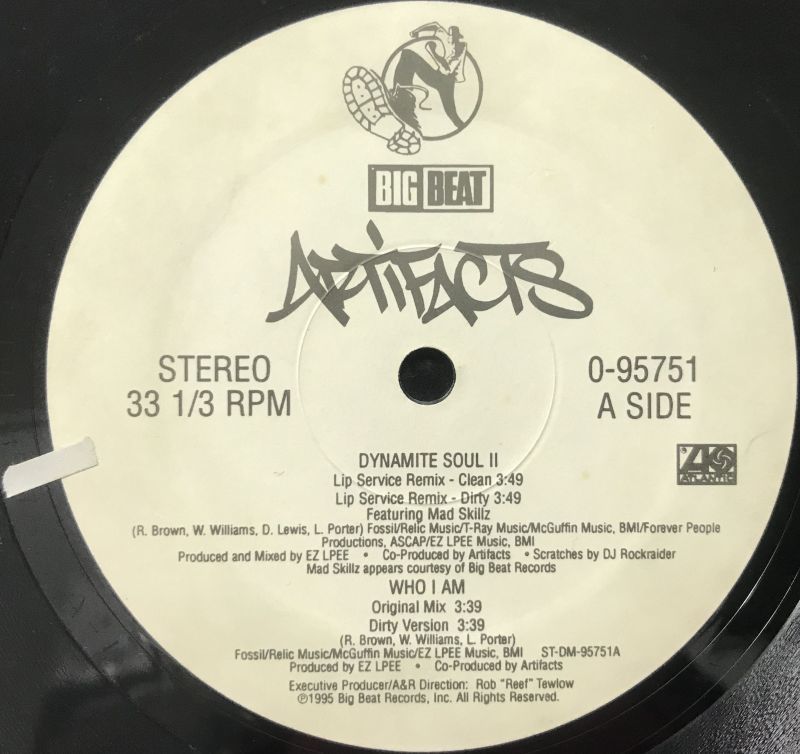 BB
BIG BEAT
ARTIFACTS
STEREO
33 1/3 RPM
0-95751
A SIDE
ATLANTIC
DYNAMITE SOUL II
Lip Service Remix - Clean 3:49
Lip Service Remix - Dirty 3:49
Featuring Mad Skillz
(R. Brown, W. Williams, D. Lewis, L. Porter) Fossil/Relic Music/T-Ray Music/McGuffin Music, BMI/Forever People
Productions, ASCAP/EZ LPEE Music, BMI
Produced and Mixed by EZ LPEE • Co-Produced by Artifacts • Scratches by DJ Rockraider
Mad Skillz appears courtesy of Big Beat Records
WHO I AM
Original Mix 3:39
Dirty Version 3:39
(R. Brown, W. Williams, L. Porter)
Fossil/Relic Music/McGuffin Music/EZ LPEE Music, BMI ST-DM-95751A
Produced by EZ LPEE • Co-Produced by Artifacts
Executive Producer/A&R Direction: Rob "Reef" Tewlow
℗1995 Big Beat Records, Inc. All Rights Reserved.